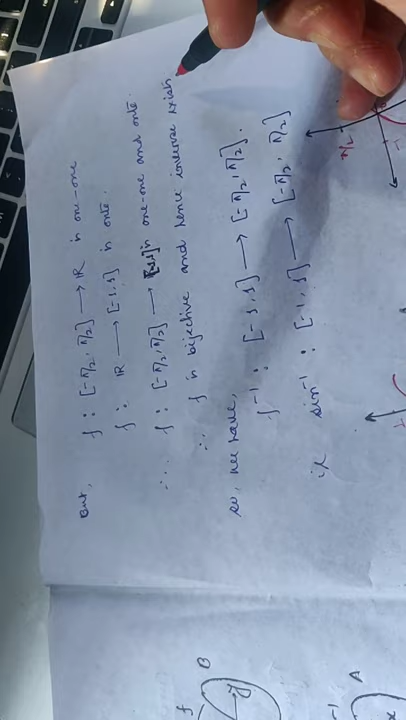 But,
f : [-π/2, π/2] → R is one-one
f : R → [-1,1] is onto.
∴ f : [-π/2, π/2] → [-1,1] is one-one and onto.
∴ f is bijective and hence inverse exists
so, we have,
f⁻¹ : [-1,1] → [-π/2, π/2].
ie sin⁻¹ : [-1,1] → [-π/2, π/2]
π/2
f
B
y
A
x